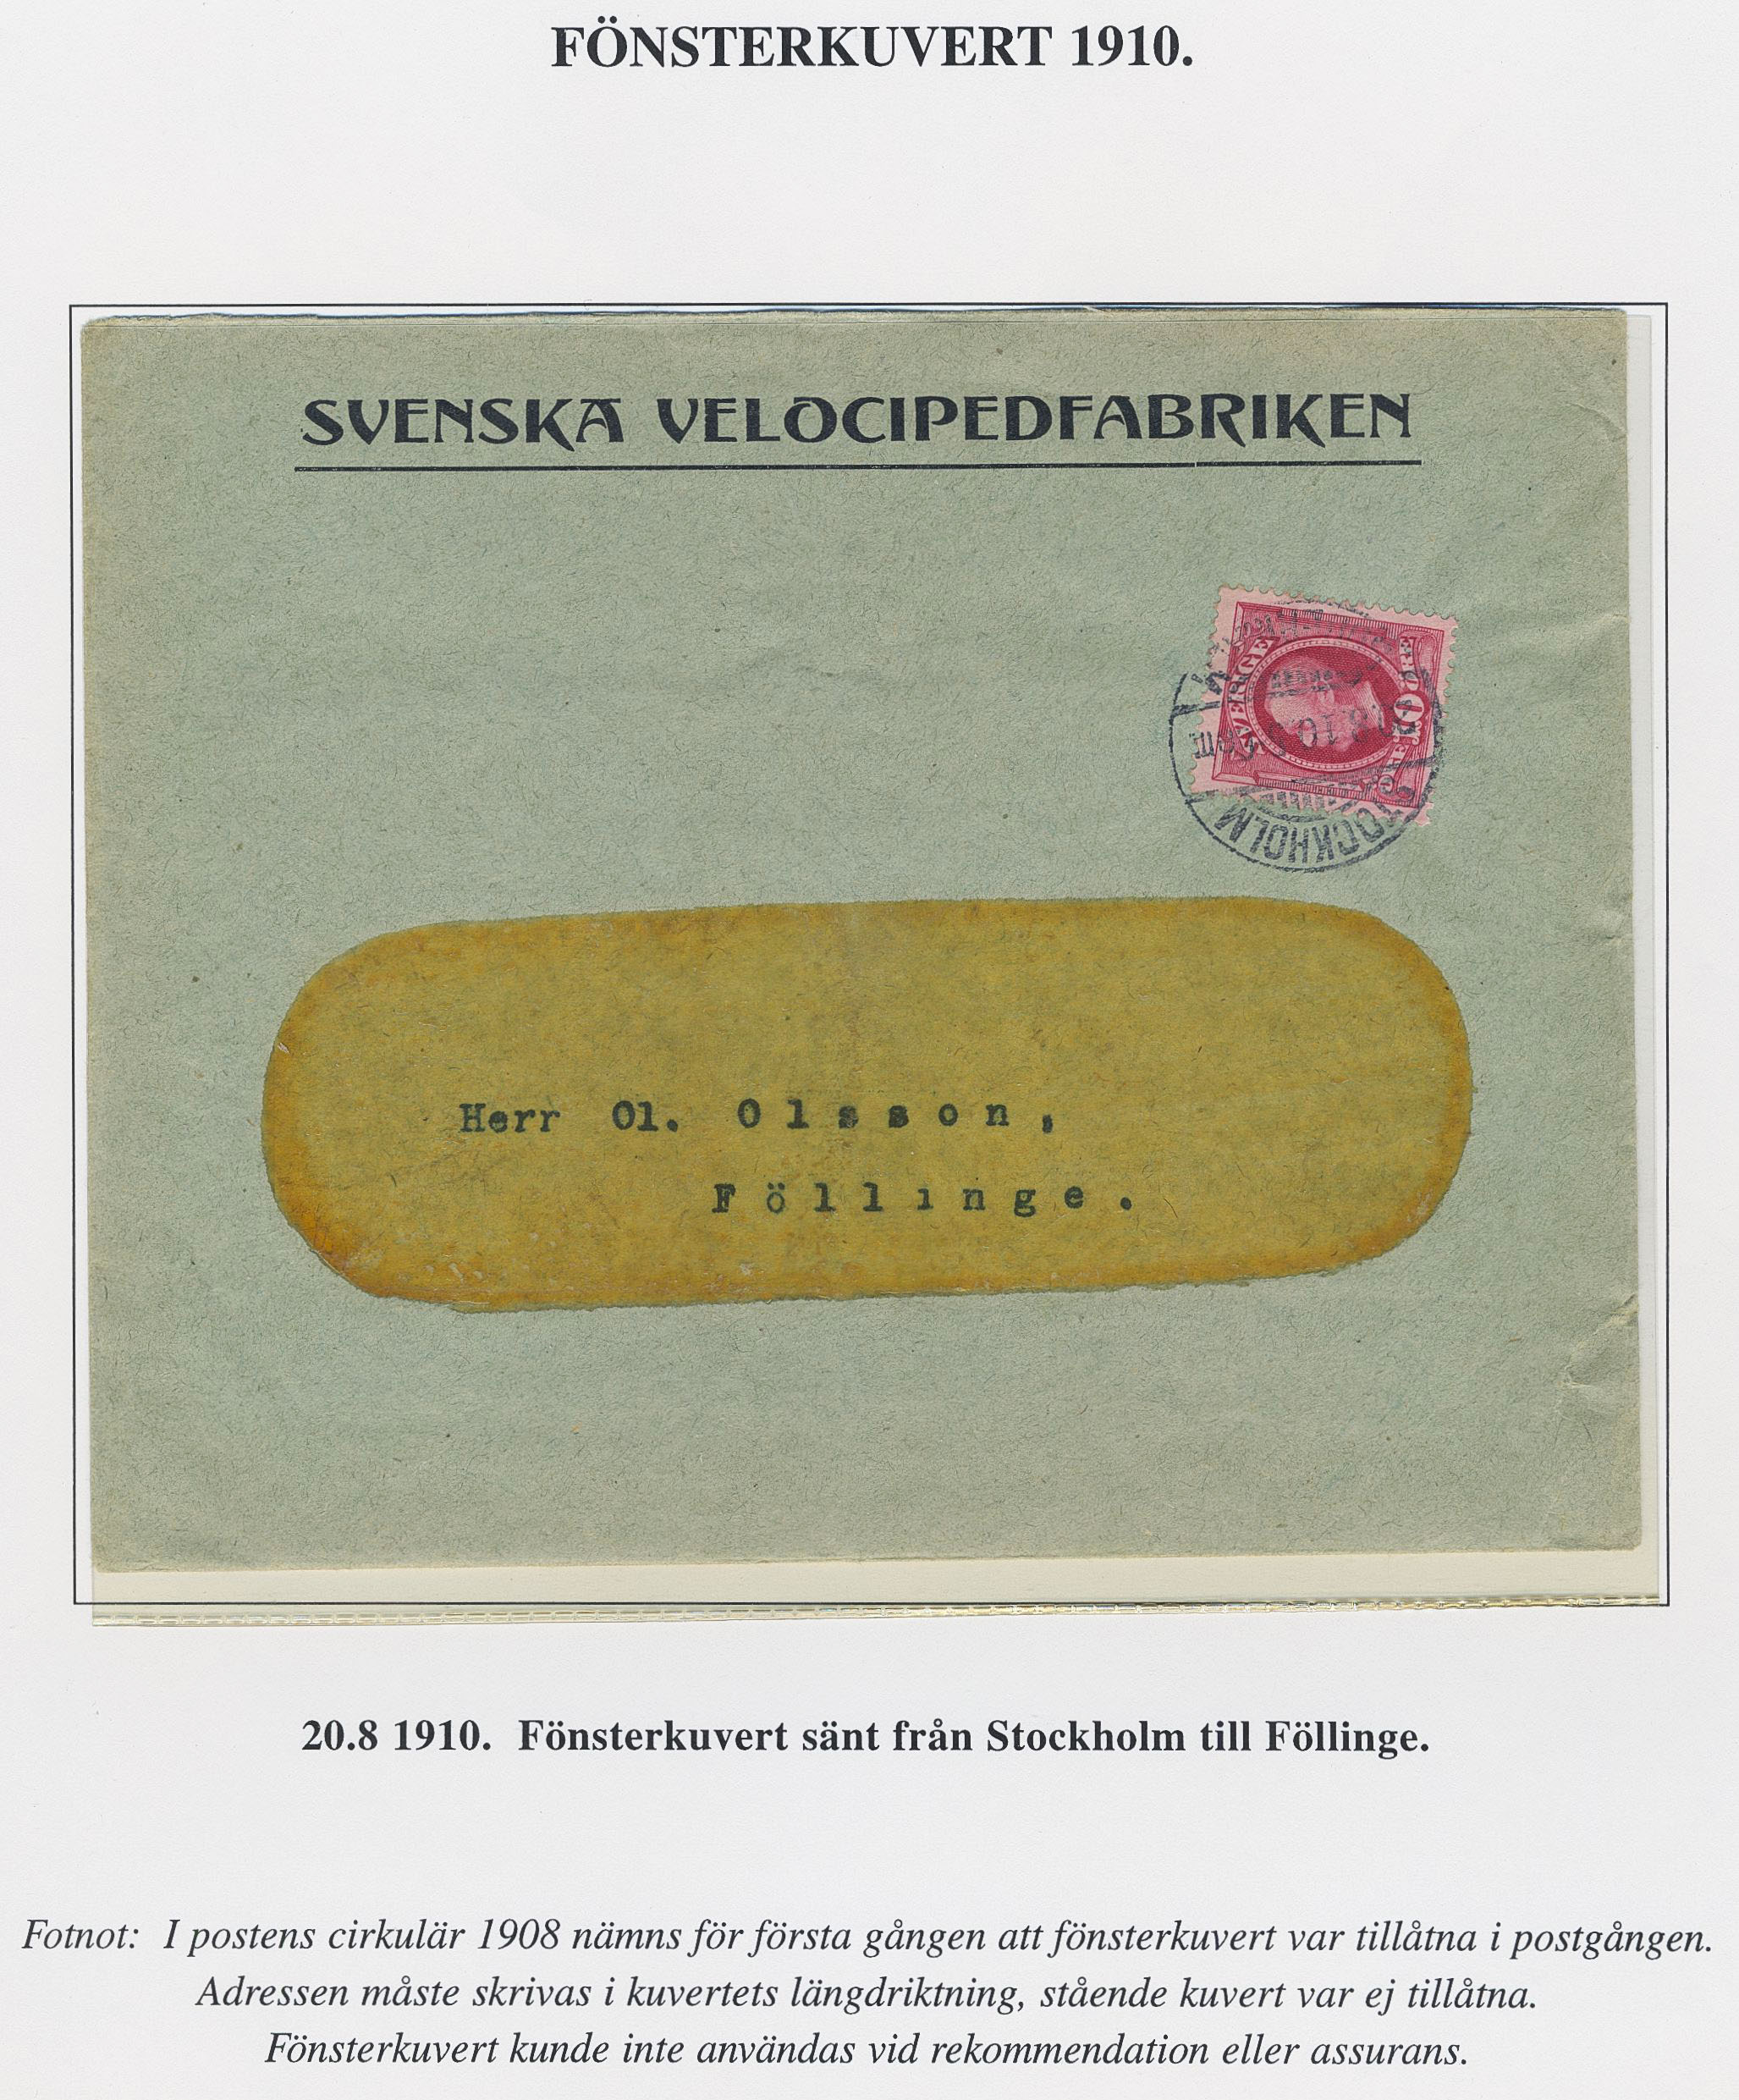 FÖNSTERKUVERT 1910.
SVENSKA VELOCIPEDFABRIKEN
SVERIGE
10
STOCKHOLM
Herr Ol. Olsson,
Föllinge.
20.8 1910. Fönsterkuvert sänt från Stockholm till Föllinge.
Fotnot: I postens cirkulär 1908 nämns för första gången att fönsterkuvert var tillåtna i postgången.
Adressen måste skrivas i kuvertets längdriktning, stående kuvert var ej tillåtna.
Fönsterkuvert kunde inte användas vid rekommendation eller assurans.